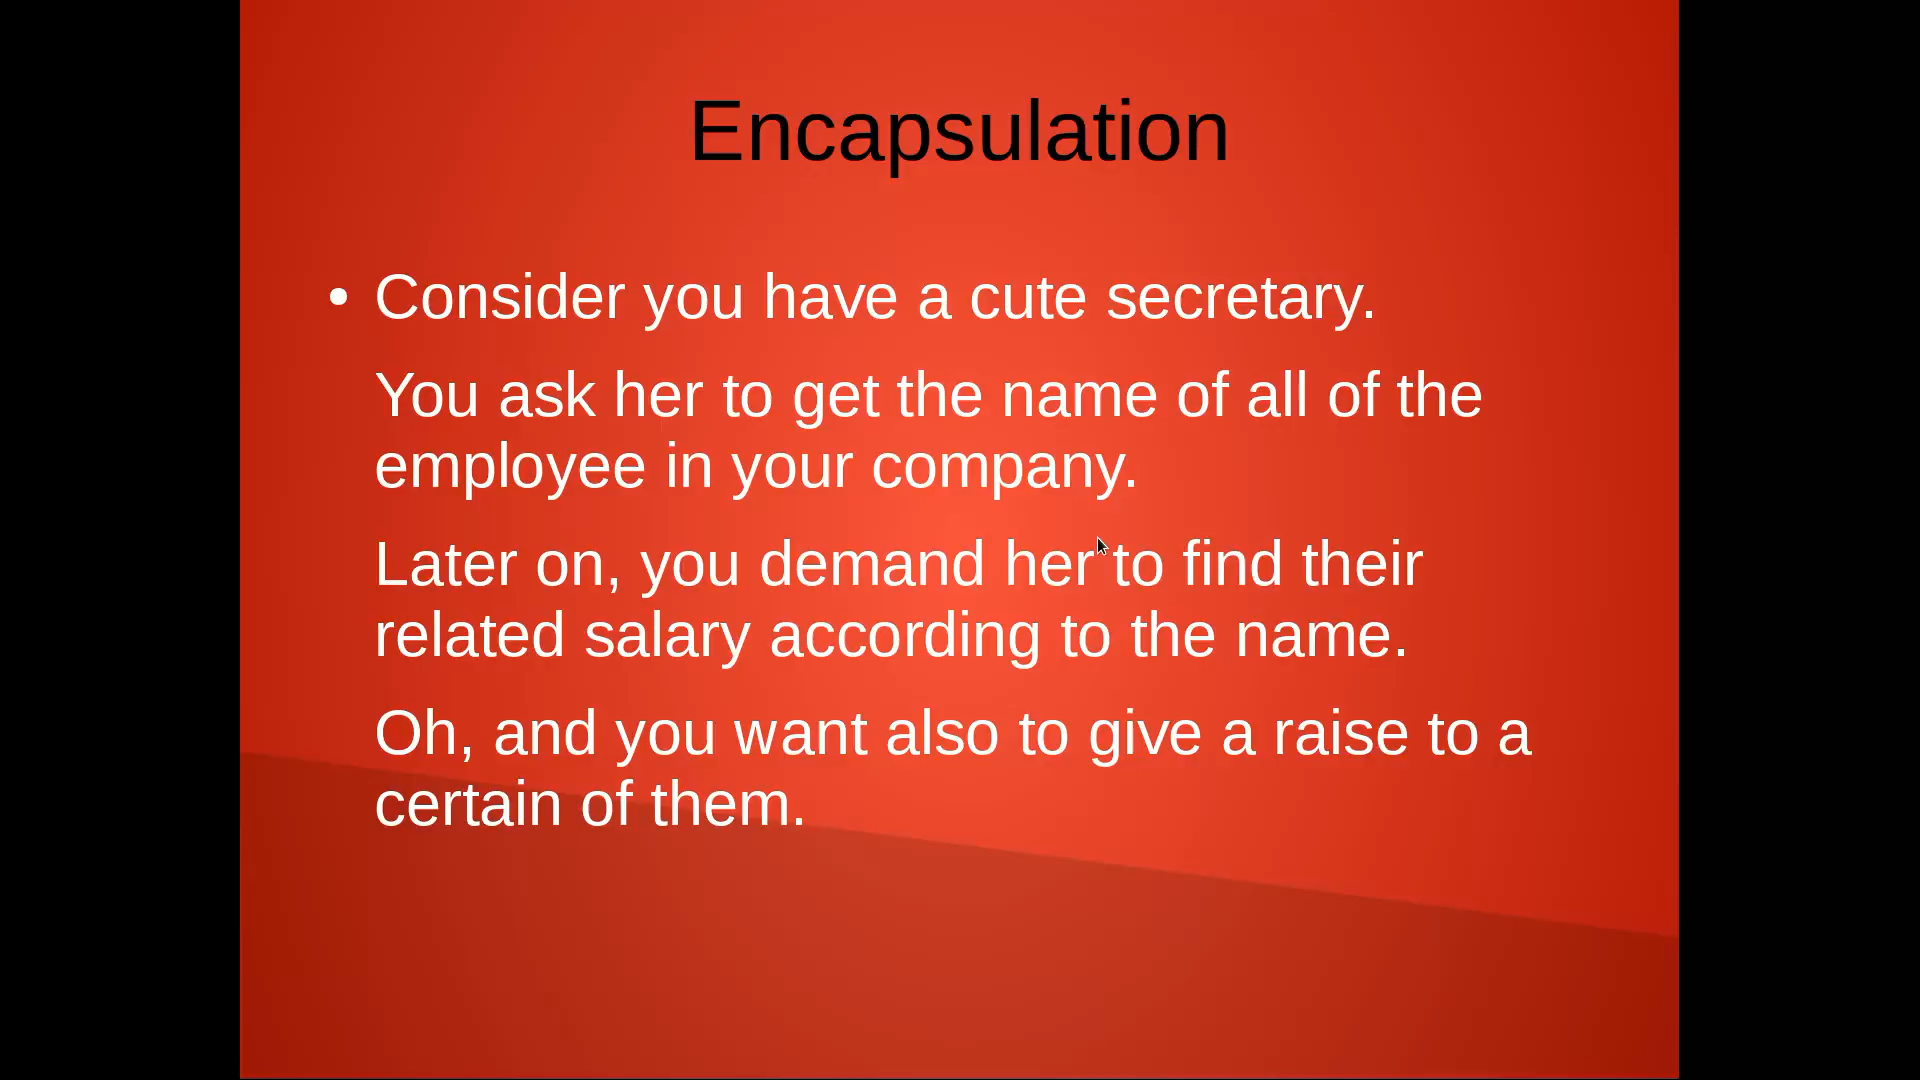 Encapsulation
• Consider you have a cute secretary.
You ask her to get the name of all of the
employee in your company.
Later on, you demand her to find their
related salary according to the name.
Oh, and you want also to give a raise to a
certain of them.